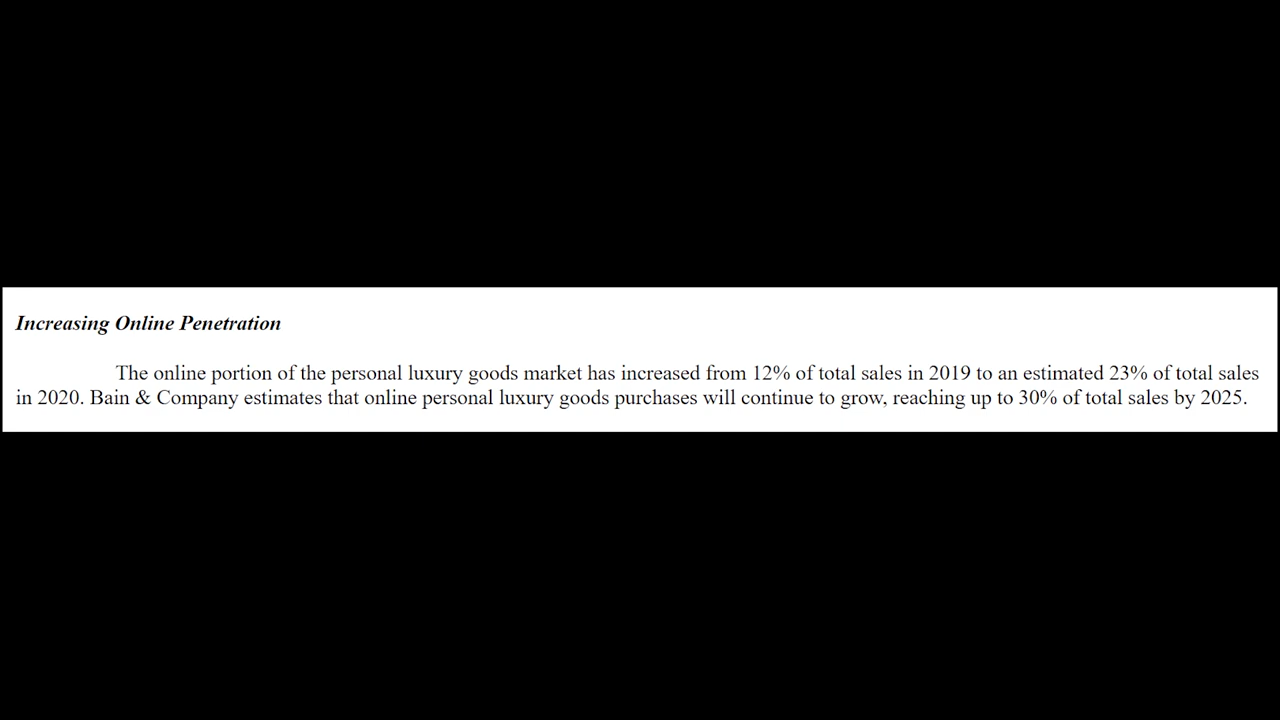 Increasing Online Penetration
The online portion of the personal luxury goods market has increased from 12% of total sales in 2019 to an estimated 23% of total sales
in 2020. Bain & Company estimates that online personal luxury goods purchases will continue to grow, reaching up to 30% of total sales by 2025.